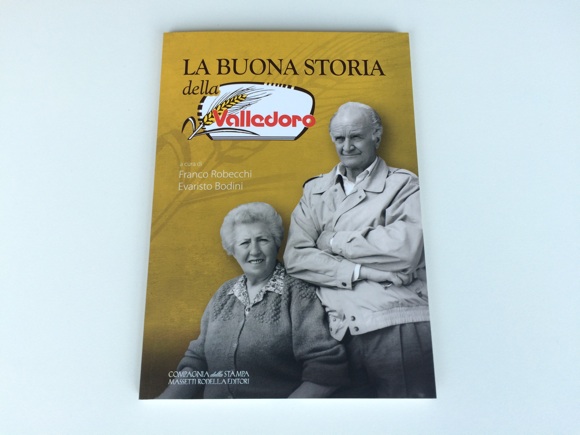 LA BUONA STORIA
della
Valledoro
a cura di
Franco Robecchi
Evaristo Bodini
COMPAGNIA della STAMPA
MASSETTI RODELLA EDITORI